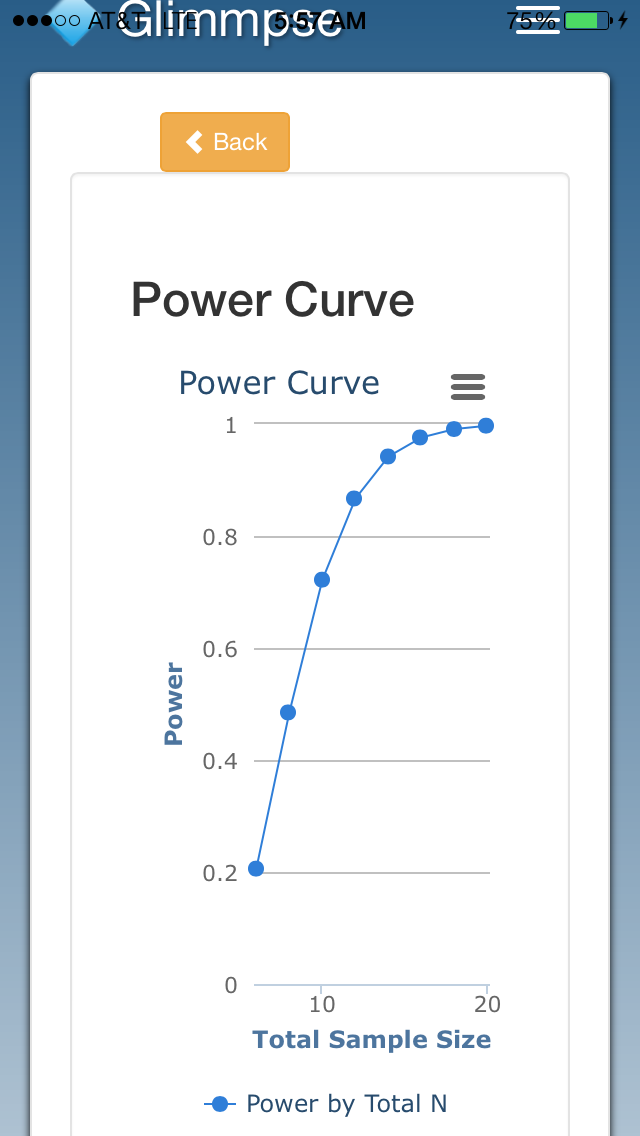 AT&T LTE 5:57 AM 75%
Glimmpse
Back
Power Curve
Power Curve
1
0.8
0.6
0.4
0.2
0
Power
10 20
Total Sample Size
Power by Total N